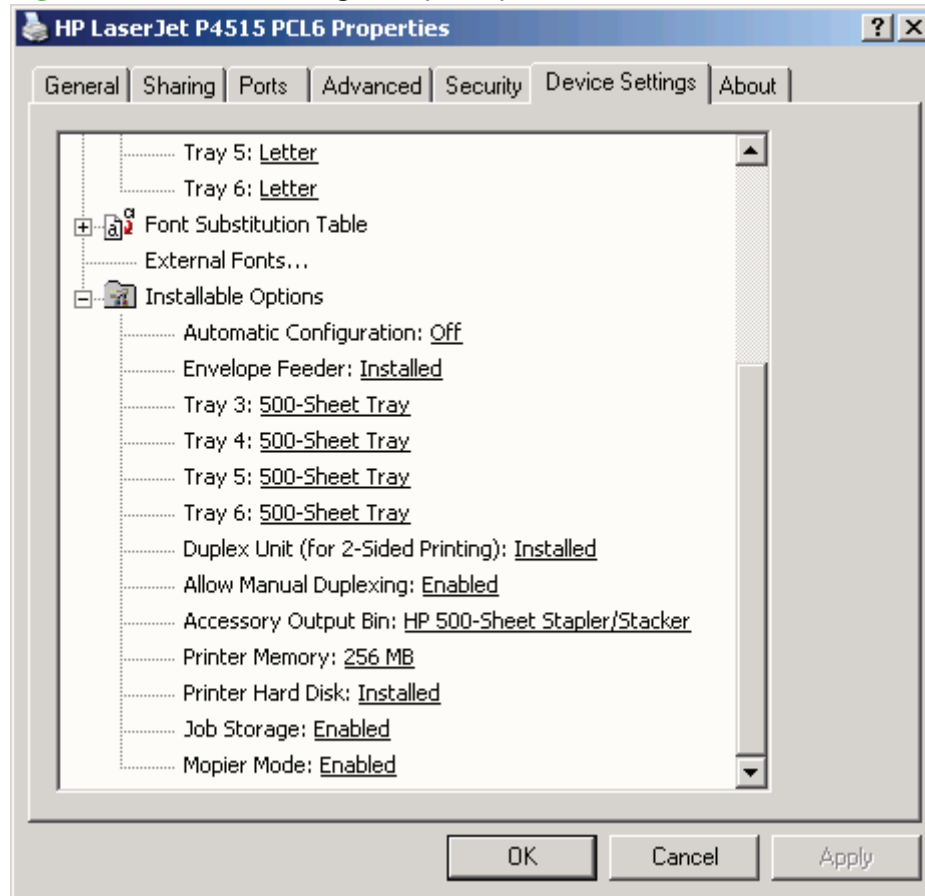 HP LaserJet P4515 PCL6 Properties
General Sharing Ports Advanced Security Device Settings About
Tray 5: Letter
Tray 6: Letter
Font Substitution Table
External Fonts...
Installable Options
Automatic Configuration: Off
Envelope Feeder: Installed
Tray 3: 500-Sheet Tray
Tray 4: 500-Sheet Tray
Tray 5: 500-Sheet Tray
Tray 6: 500-Sheet Tray
Duplex Unit (for 2-Sided Printing): Installed
Allow Manual Duplexing: Enabled
Accessory Output Bin: HP 500-Sheet Stapler/Stacker
Printer Memory: 256 MB
Printer Hard Disk: Installed
Job Storage: Enabled
Mopier Mode: Enabled
OK Cancel Apply